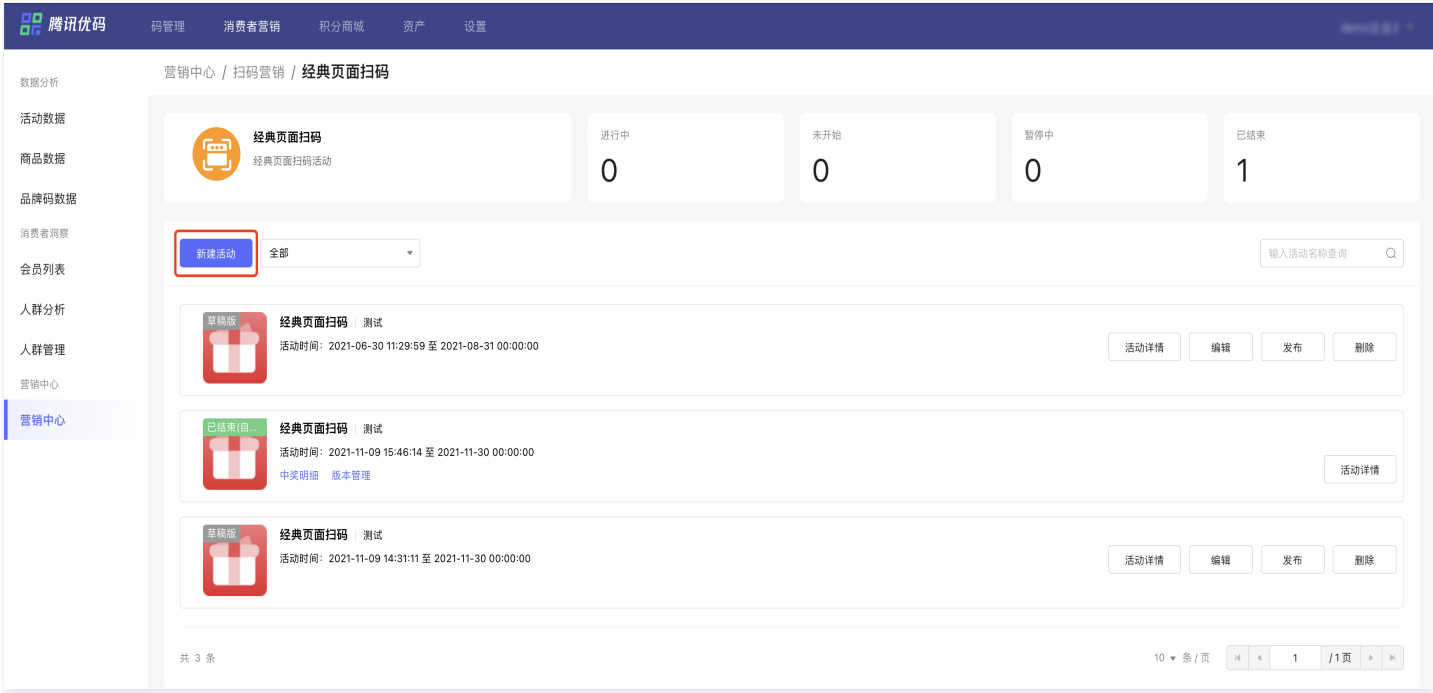 腾讯优码 码管理 消费者营销 积分商城 资产 设置
数据分析
活动数据
商品数据
品牌码数据
消费者洞察
会员列表
人群分析
人群管理
营销中心
营销中心
营销中心 / 扫码营销 / 经典页面扫码
经典页面扫码
经典页面扫码活动
进行中
0
未开始
0
暂停中
0
已结束
1
新建活动 全部 输入活动名称查询
草稿版
经典页面扫码 测试
活动时间：2021-06-30 11:29:59 至 2021-08-31 00:00:00
活动详情 编辑 发布 删除
已结束(自...
经典页面扫码 测试
活动时间：2021-11-09 15:46:14 至 2021-11-30 00:00:00
中奖明细 版本管理
活动详情
草稿版
经典页面扫码 测试
活动时间：2021-11-09 14:31:11 至 2021-11-30 00:00:00
活动详情 编辑 发布 删除
共 3 条 10 条 / 页 1 / 1 页